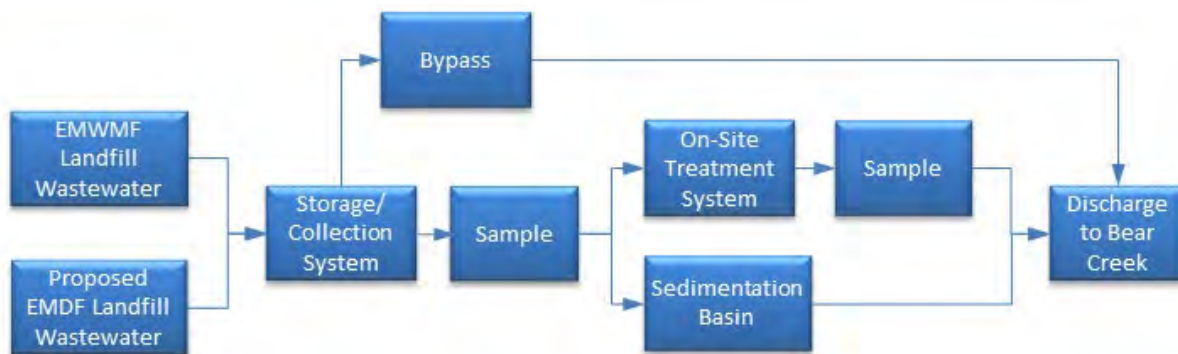 Bypass
EMWMF
Landfill
Wastewater
Proposed
EMDF Landfill
Wastewater
Storage/
Collection
System
Sample
On-Site
Treatment
System
Sample
Sedimentation
Basin
Discharge
to Bear
Creek